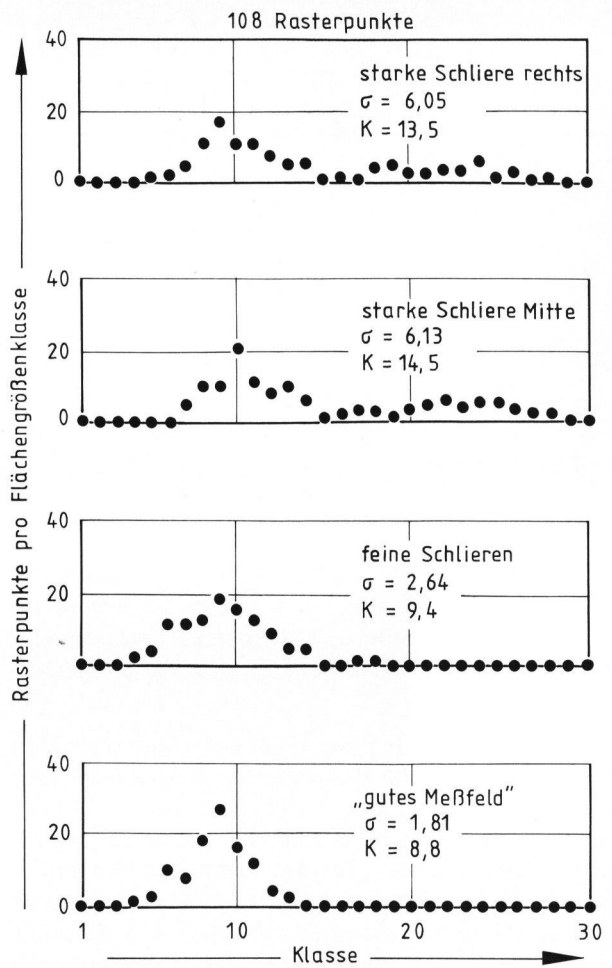 108 Rasterpunkte
40
20
0
starke Schliere rechts
σ = 6,05
K = 13,5
40
20
0
starke Schliere Mitte
σ = 6,13
K = 14,5
40
20
0
feine Schlieren
σ = 2,64
K = 9,4
40
20
0
„gutes Meßfeld"
σ = 1,81
K = 8,8
1 10 20 30
Klasse
Rasterpunkte pro Flächengrößenklasse